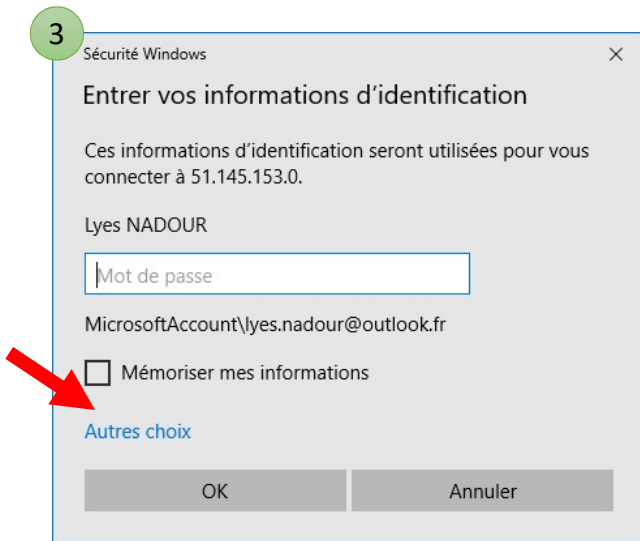 3
Sécurité Windows
Entrer vos informations d’identification
Ces informations d’identification seront utilisées pour vous
connecter à 51.145.153.0.
Lyes NADOUR
Mot de passe
MicrosoftAccount\lyes.nadour@outlook.fr
Mémoriser mes informations
Autres choix
OK Annuler